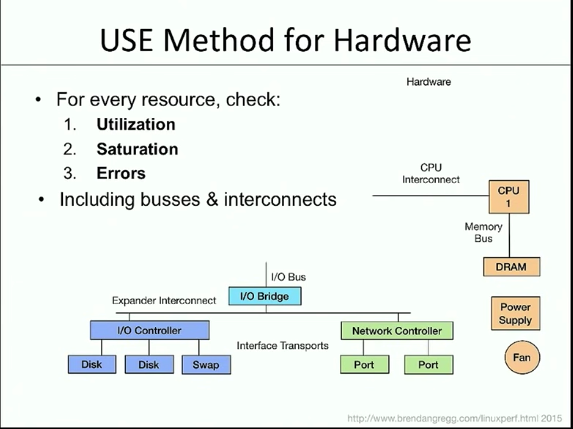 USE Method for Hardware
• For every resource, check:
1. Utilization
2. Saturation
3. Errors
• Including busses & interconnects
Hardware
CPU
Interconnect
CPU
1
Memory
Bus
DRAM
I/O Bus
I/O Bridge
Expander Interconnect
I/O Controller
Interface Transports
Network Controller
Disk
Disk
Swap
Port
Port
Power
Supply
Fan
http://www.brendangregg.com/linuxperf.html 2015